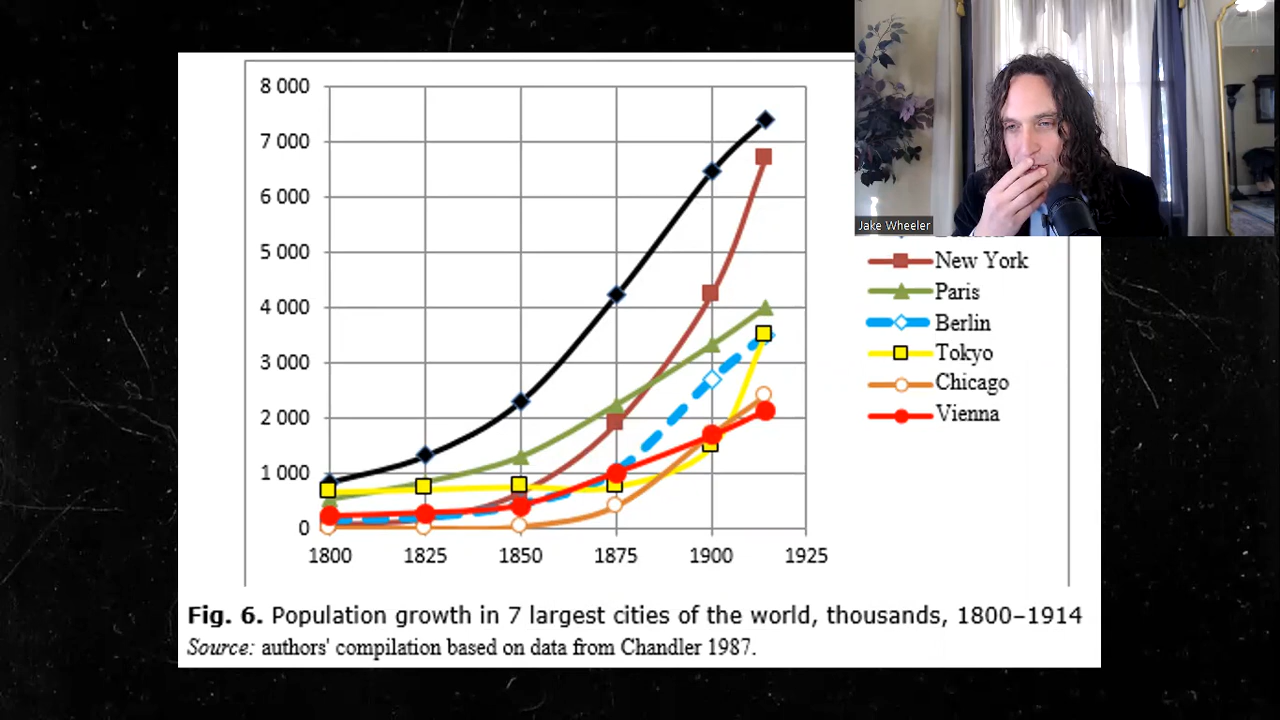 8 000
7 000
6 000
5 000
4 000
3 000
2 000
1 000
0
1800 1825 1850 1875 1900 1925
Jake Wheeler
New York
Paris
Berlin
Tokyo
Chicago
Vienna
Fig. 6. Population growth in 7 largest cities of the world, thousands, 1800–1914
Source: authors' compilation based on data from Chandler 1987.